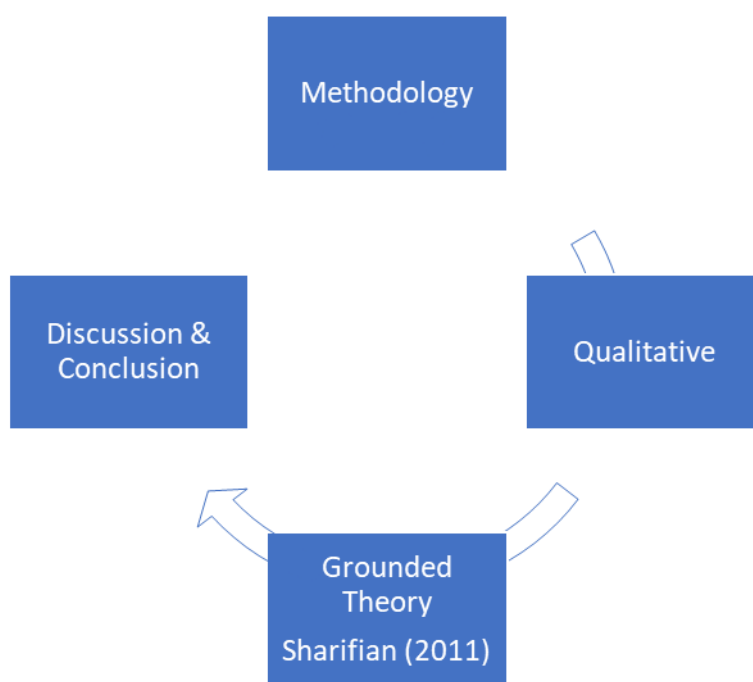 Methodology
Qualitative
Grounded
Theory
Sharifian (2011)
Discussion &
Conclusion